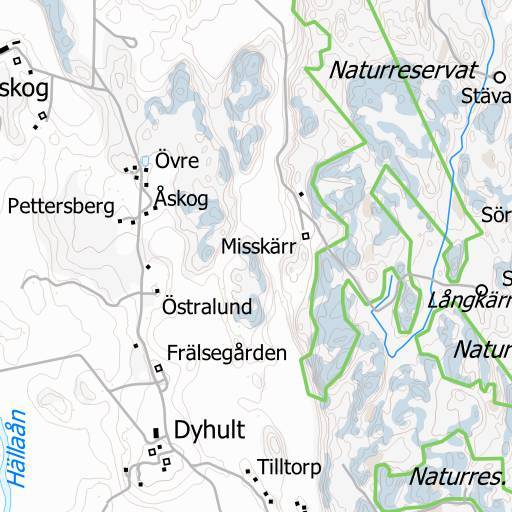 Naturreservat
skog
Stäva
Övre
Åskog
Pettersberg
Sör
Misskärr
S
Östralund
Långkärr
Frälsegården
Natur
Dyhult
Hällaån
Tilltorp
Naturres.